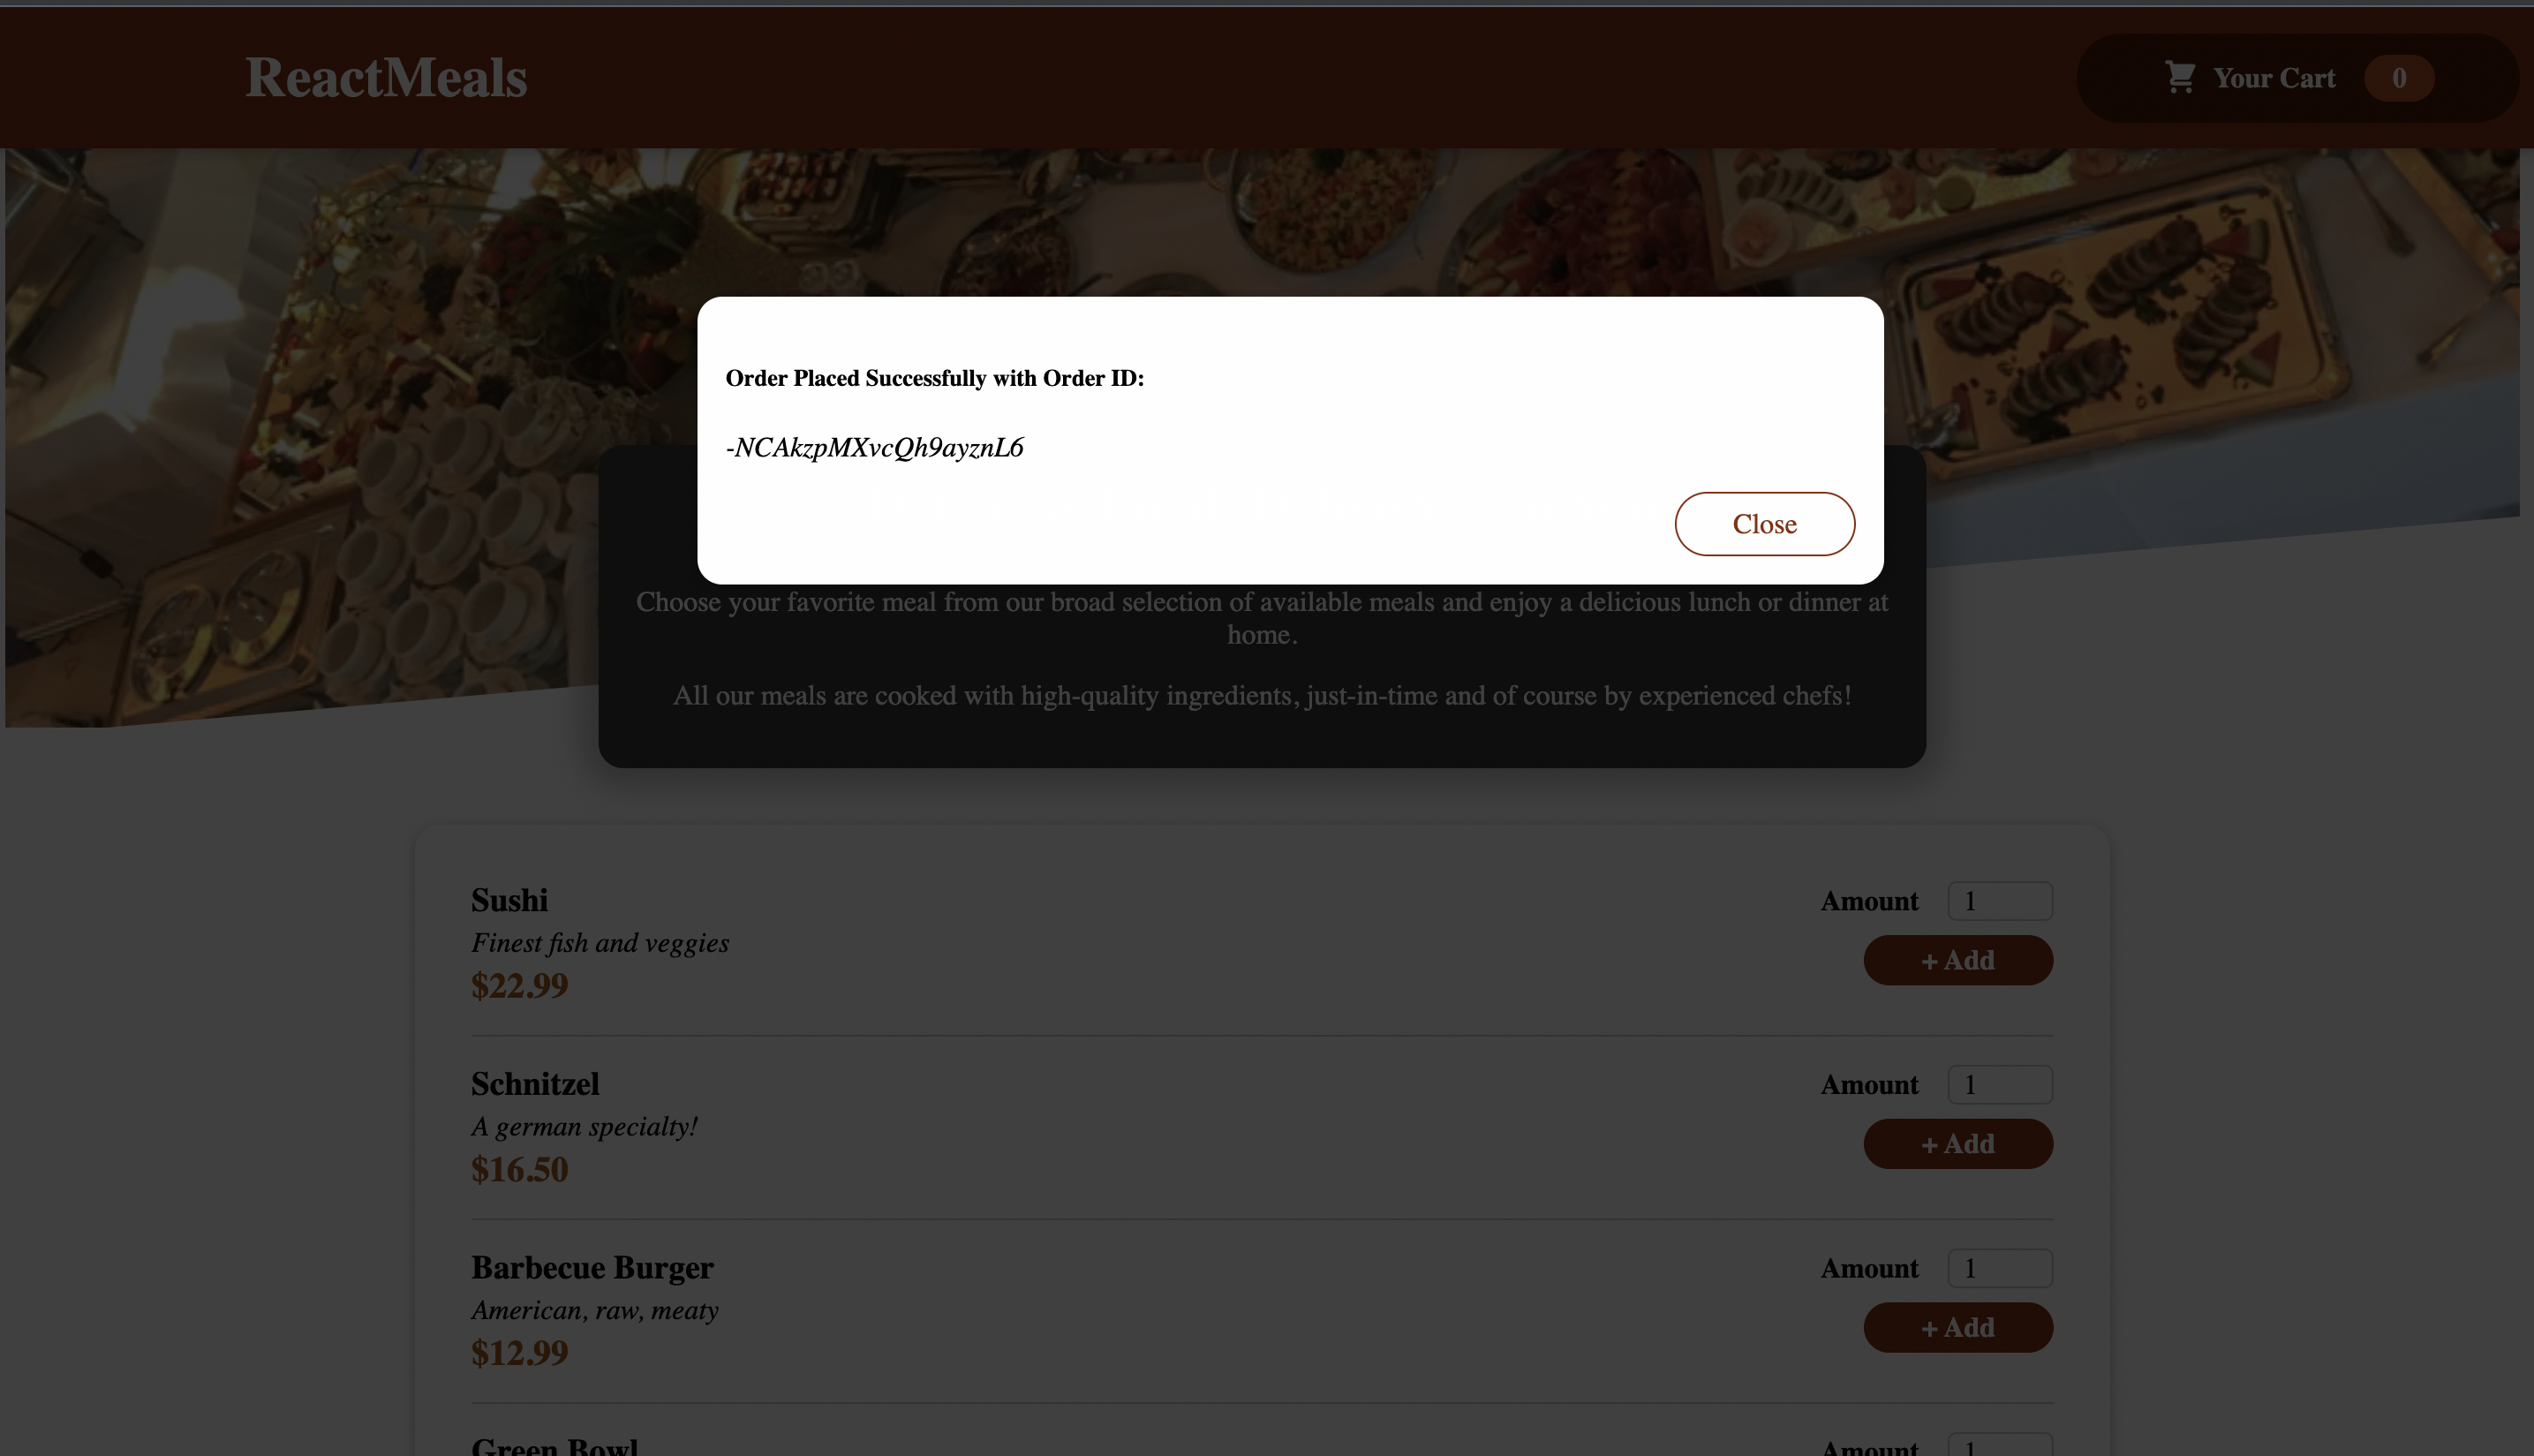 ReactMeals
Your Cart 0
Order Placed Successfully with Order ID:
-NCAkzpMXvcQh9ayznL6
Close
Choose your favorite meal from our broad selection of available meals and enjoy a delicious lunch or dinner at
home.
All our meals are cooked with high-quality ingredients, just-in-time and of course by experienced chefs!
Sushi
Finest fish and veggies
$22.99
Amount 1
+ Add
Schnitzel
A german specialty!
$16.50
Amount 1
+ Add
Barbecue Burger
American, raw, meaty
$12.99
Amount 1
+ Add
Green Bowl
Amount 1